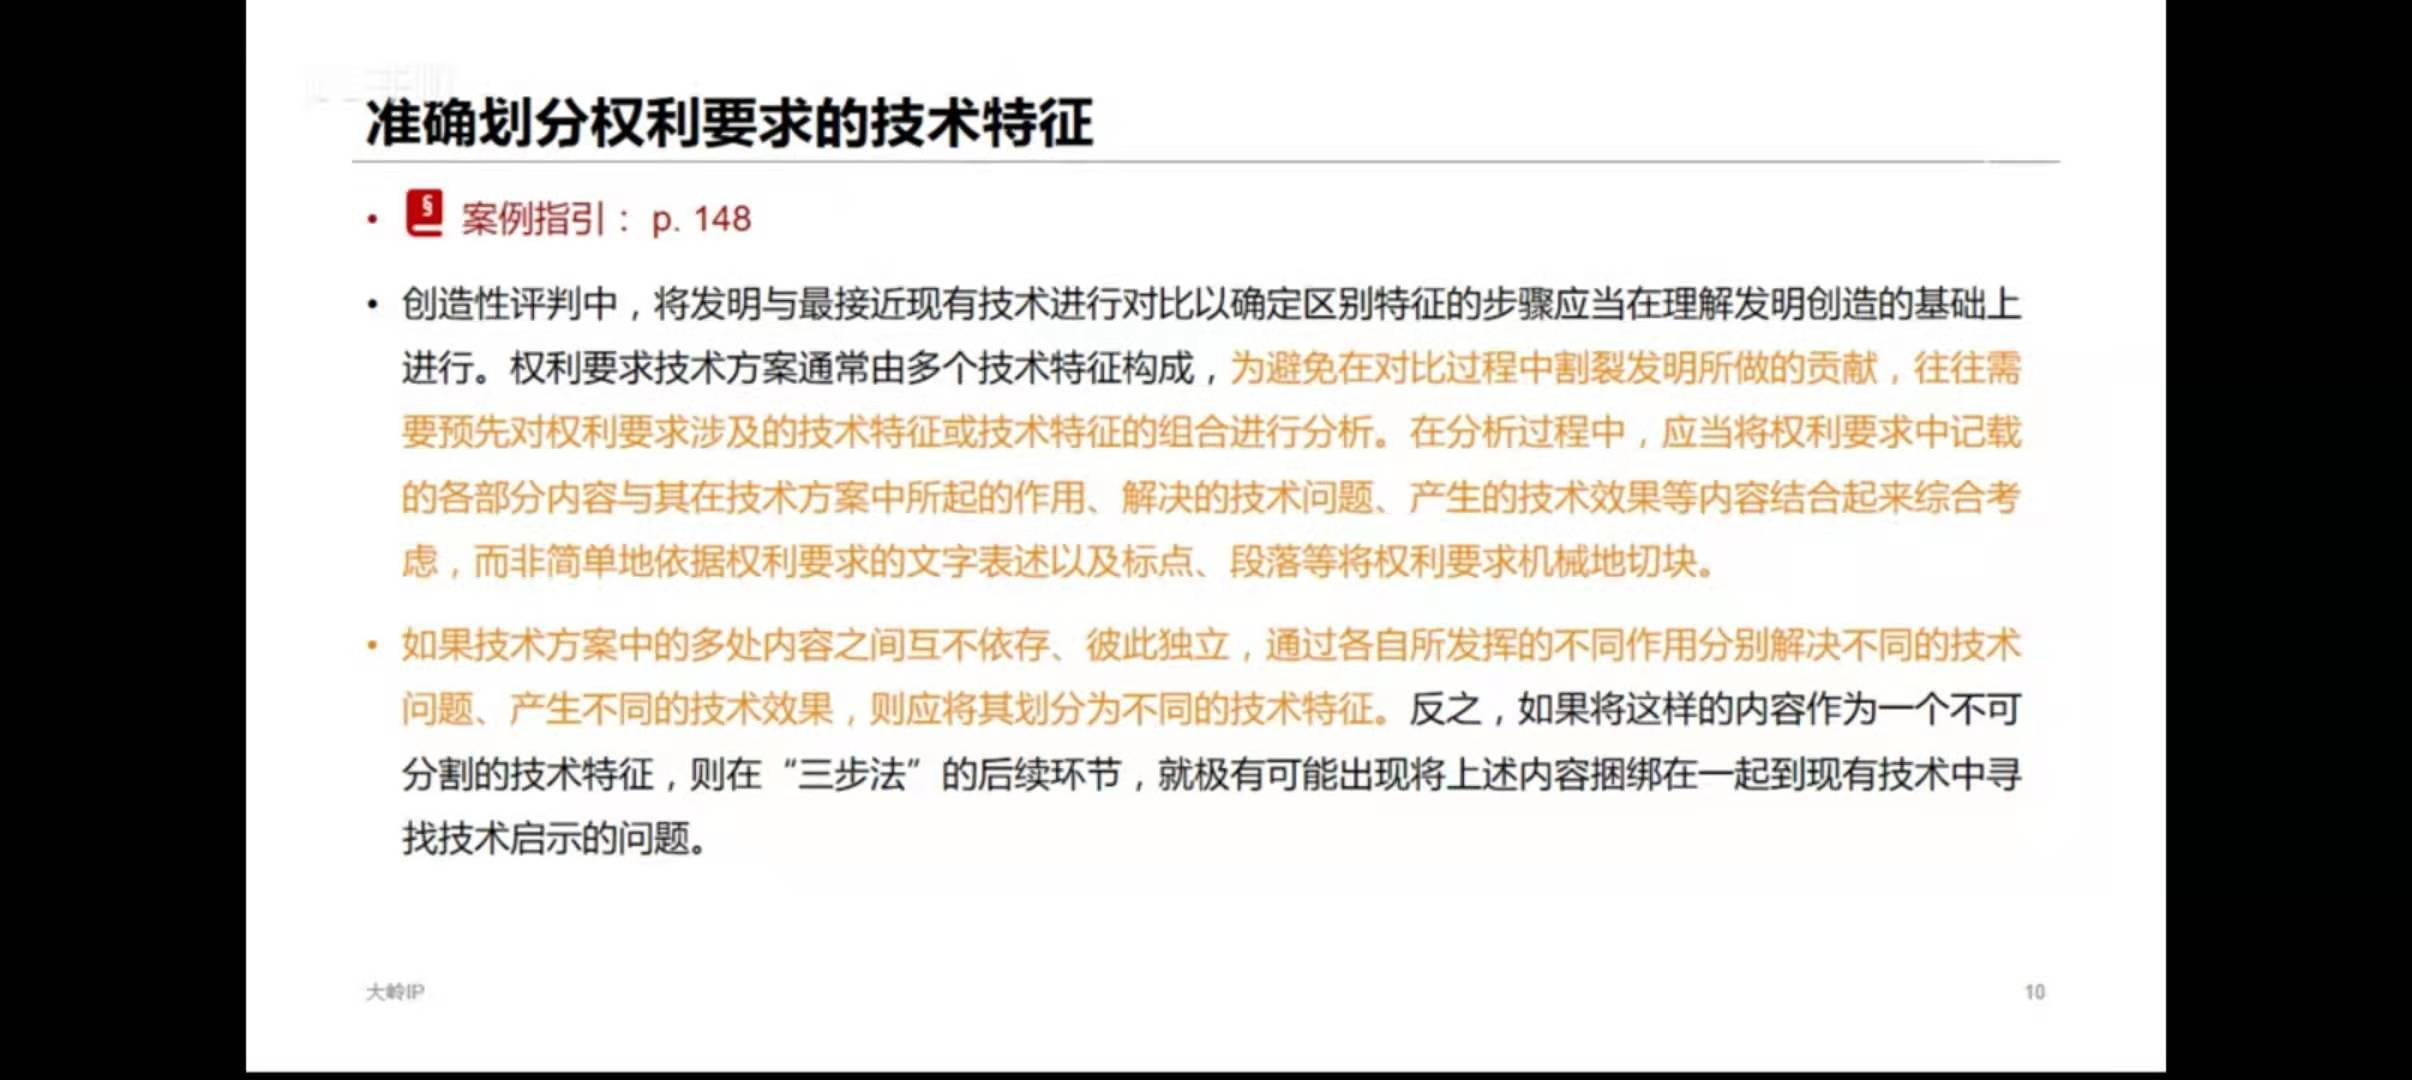 准确划分权利要求的技术特征
• § 案例指引： p. 148
• 创造性评判中，将发明与最接近现有技术进行对比以确定区别特征的步骤应当在理解发明创造的基础上
进行。权利要求技术方案通常由多个技术特征构成，为避免在对比过程中割裂发明所做的贡献，往往需
要预先对权利要求涉及的技术特征或技术特征的组合进行分析。在分析过程中，应当将权利要求中记载
的各部分内容与其在技术方案中所起的作用、解决的技术问题、产生的技术效果等内容结合起来综合考
虑，而非简单地依据权利要求的文字表述以及标点、段落等将权利要求机械地切块。
• 如果技术方案中的多处内容之间互不依存、彼此独立，通过各自所发挥的不同作用分别解决不同的技术
问题、产生不同的技术效果，则应将其划分为不同的技术特征。反之，如果将这样的内容作为一个不可
分割的技术特征，则在“三步法”的后续环节，就极有可能出现将上述内容捆绑在一起到现有技术中寻
找技术启示的问题。
大岭IP
10